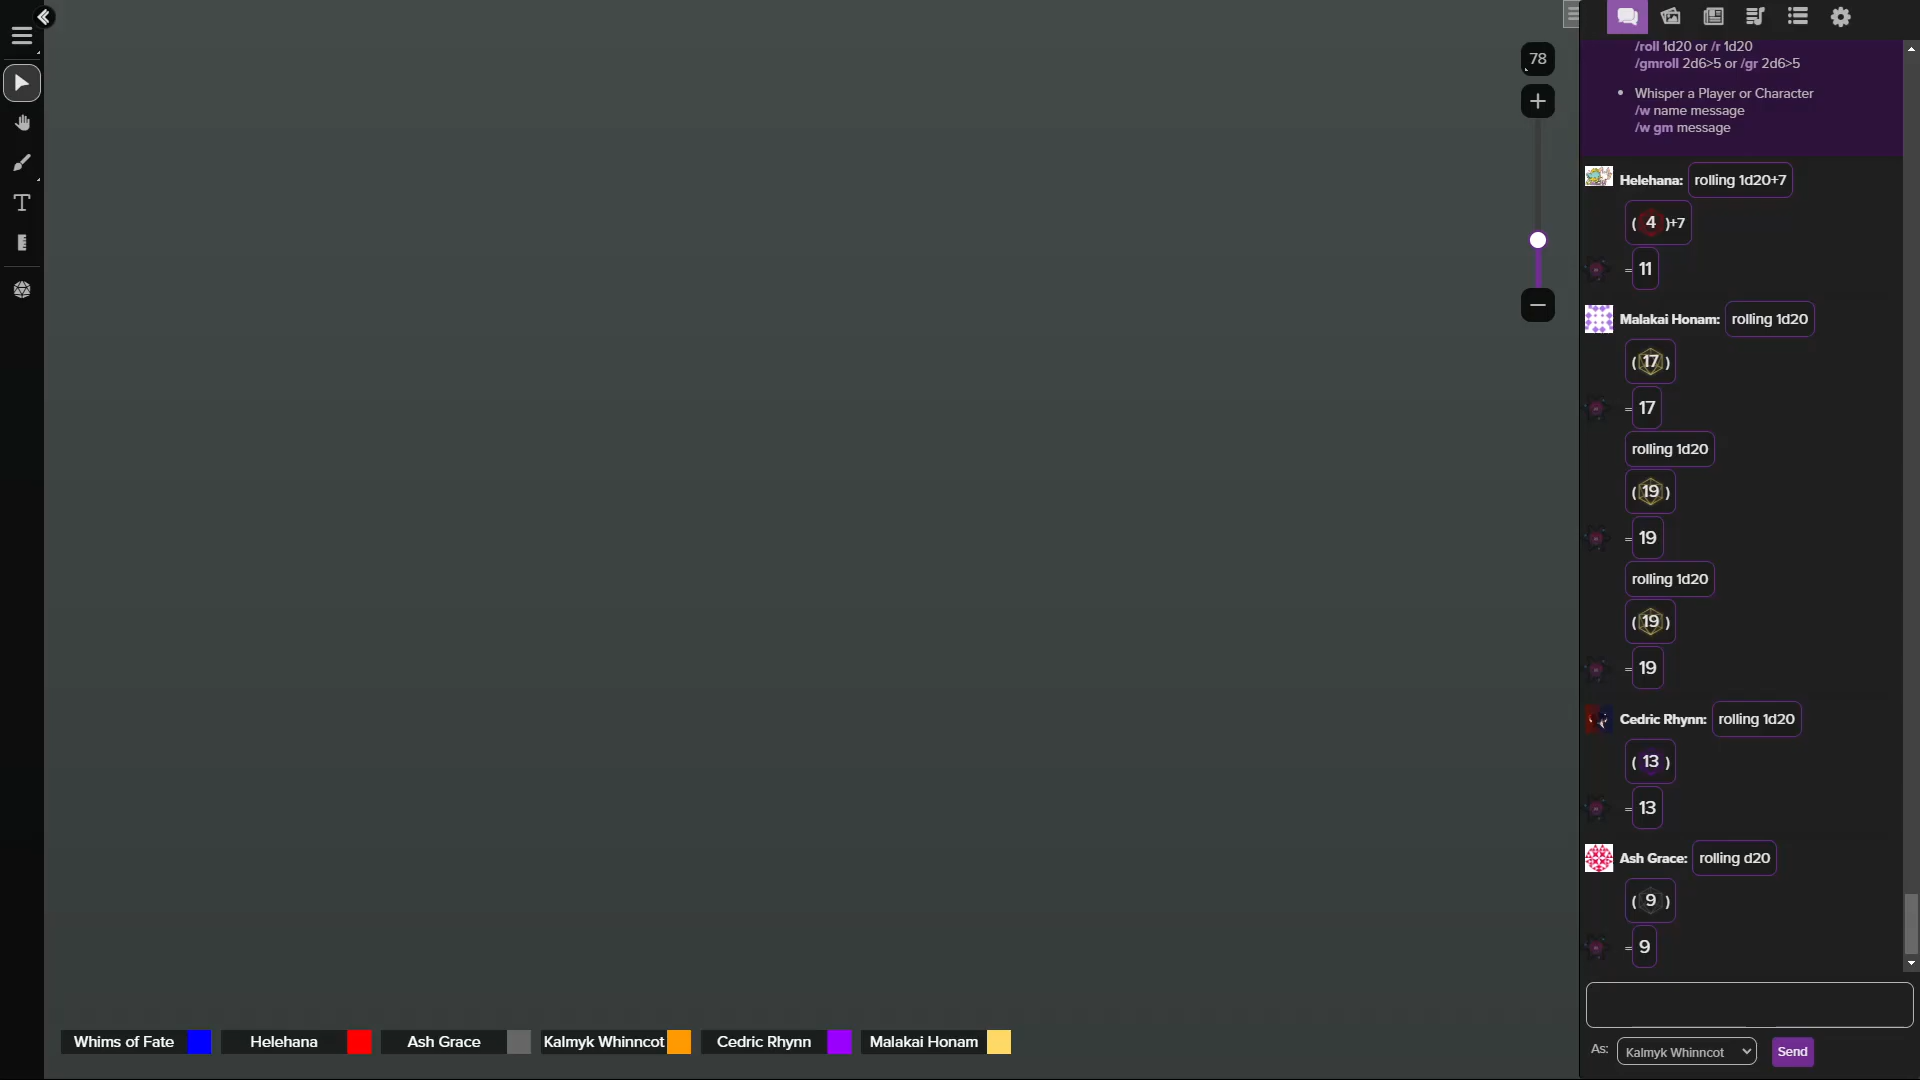 78
/roll 1d20 or /r 1d20
/gmroll 2d6>5 or /gr 2d6>5
• Whisper a Player or Character
/w name message
/w gm message
Helehana: rolling 1d20+7
(4)+7
=11
Malakai Honam: rolling 1d20
(17)
=17
rolling 1d20
(19)
=19
rolling 1d20
(19)
=19
Cedric Rhynn: rolling 1d20
(13)
=13
Ash Grace: rolling d20
(9)
=9
As: Kalmyk Whinncot Send
Whims of Fate Helehana Ash Grace Kalmyk Whinncot Cedric Rhynn Malakai Honam